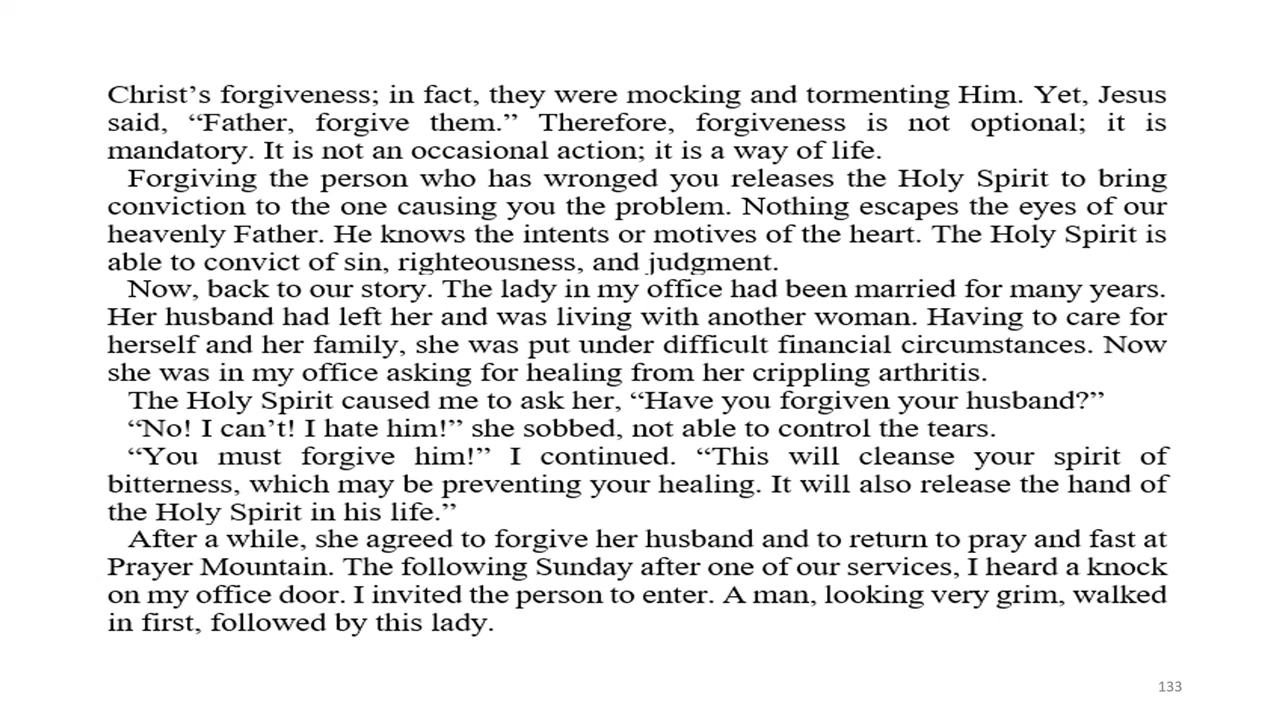 Christ’s forgiveness; in fact, they were mocking and tormenting Him. Yet, Jesus
said, “Father, forgive them.” Therefore, forgiveness is not optional; it is
mandatory. It is not an occasional action; it is a way of life.
Forgiving the person who has wronged you releases the Holy Spirit to bring
conviction to the one causing you the problem. Nothing escapes the eyes of our
heavenly Father. He knows the intents or motives of the heart. The Holy Spirit is
able to convict of sin, righteousness, and judgment.
Now, back to our story. The lady in my office had been married for many years.
Her husband had left her and was living with another woman. Having to care for
herself and her family, she was put under difficult financial circumstances. Now
she was in my office asking for healing from her crippling arthritis.
The Holy Spirit caused me to ask her, “Have you forgiven your husband?”
“No! I can’t! I hate him!” she sobbed, not able to control the tears.
“You must forgive him!” I continued. “This will cleanse your spirit of
bitterness, which may be preventing your healing. It will also release the hand of
the Holy Spirit in his life.”
After a while, she agreed to forgive her husband and to return to pray and fast at
Prayer Mountain. The following Sunday after one of our services, I heard a knock
on my office door. I invited the person to enter. A man, looking very grim, walked
in first, followed by this lady.
133